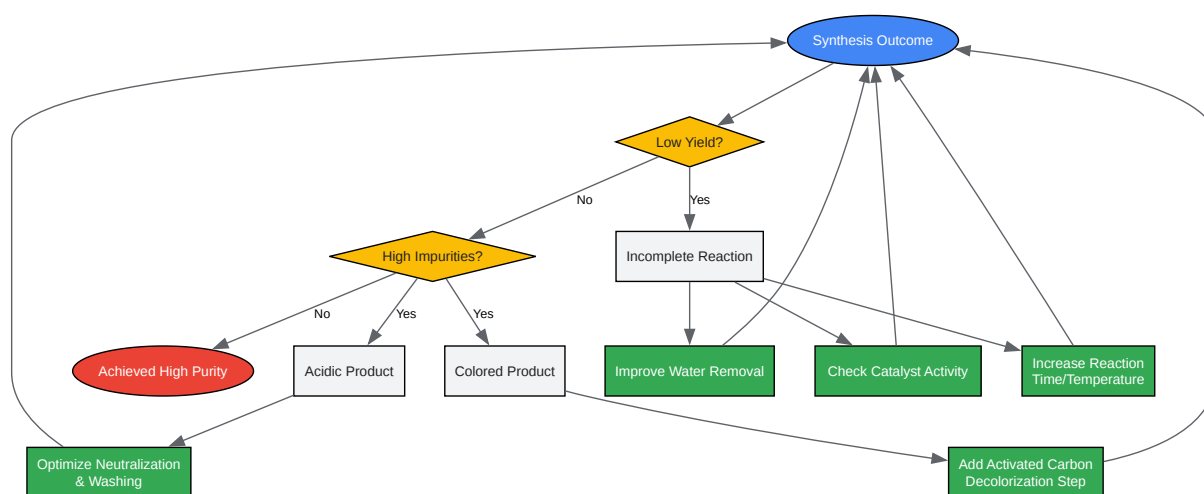 Synthesis Outcome
Low Yield?
No
Yes
High Impurities?
Incomplete Reaction
No
Yes
Yes
Achieved High Purity
Acidic Product
Colored Product
Improve Water Removal
Check Catalyst Activity
Increase Reaction
Time/Temperature
Optimize Neutralization
& Washing
Add Activated Carbon
Decolorization Step